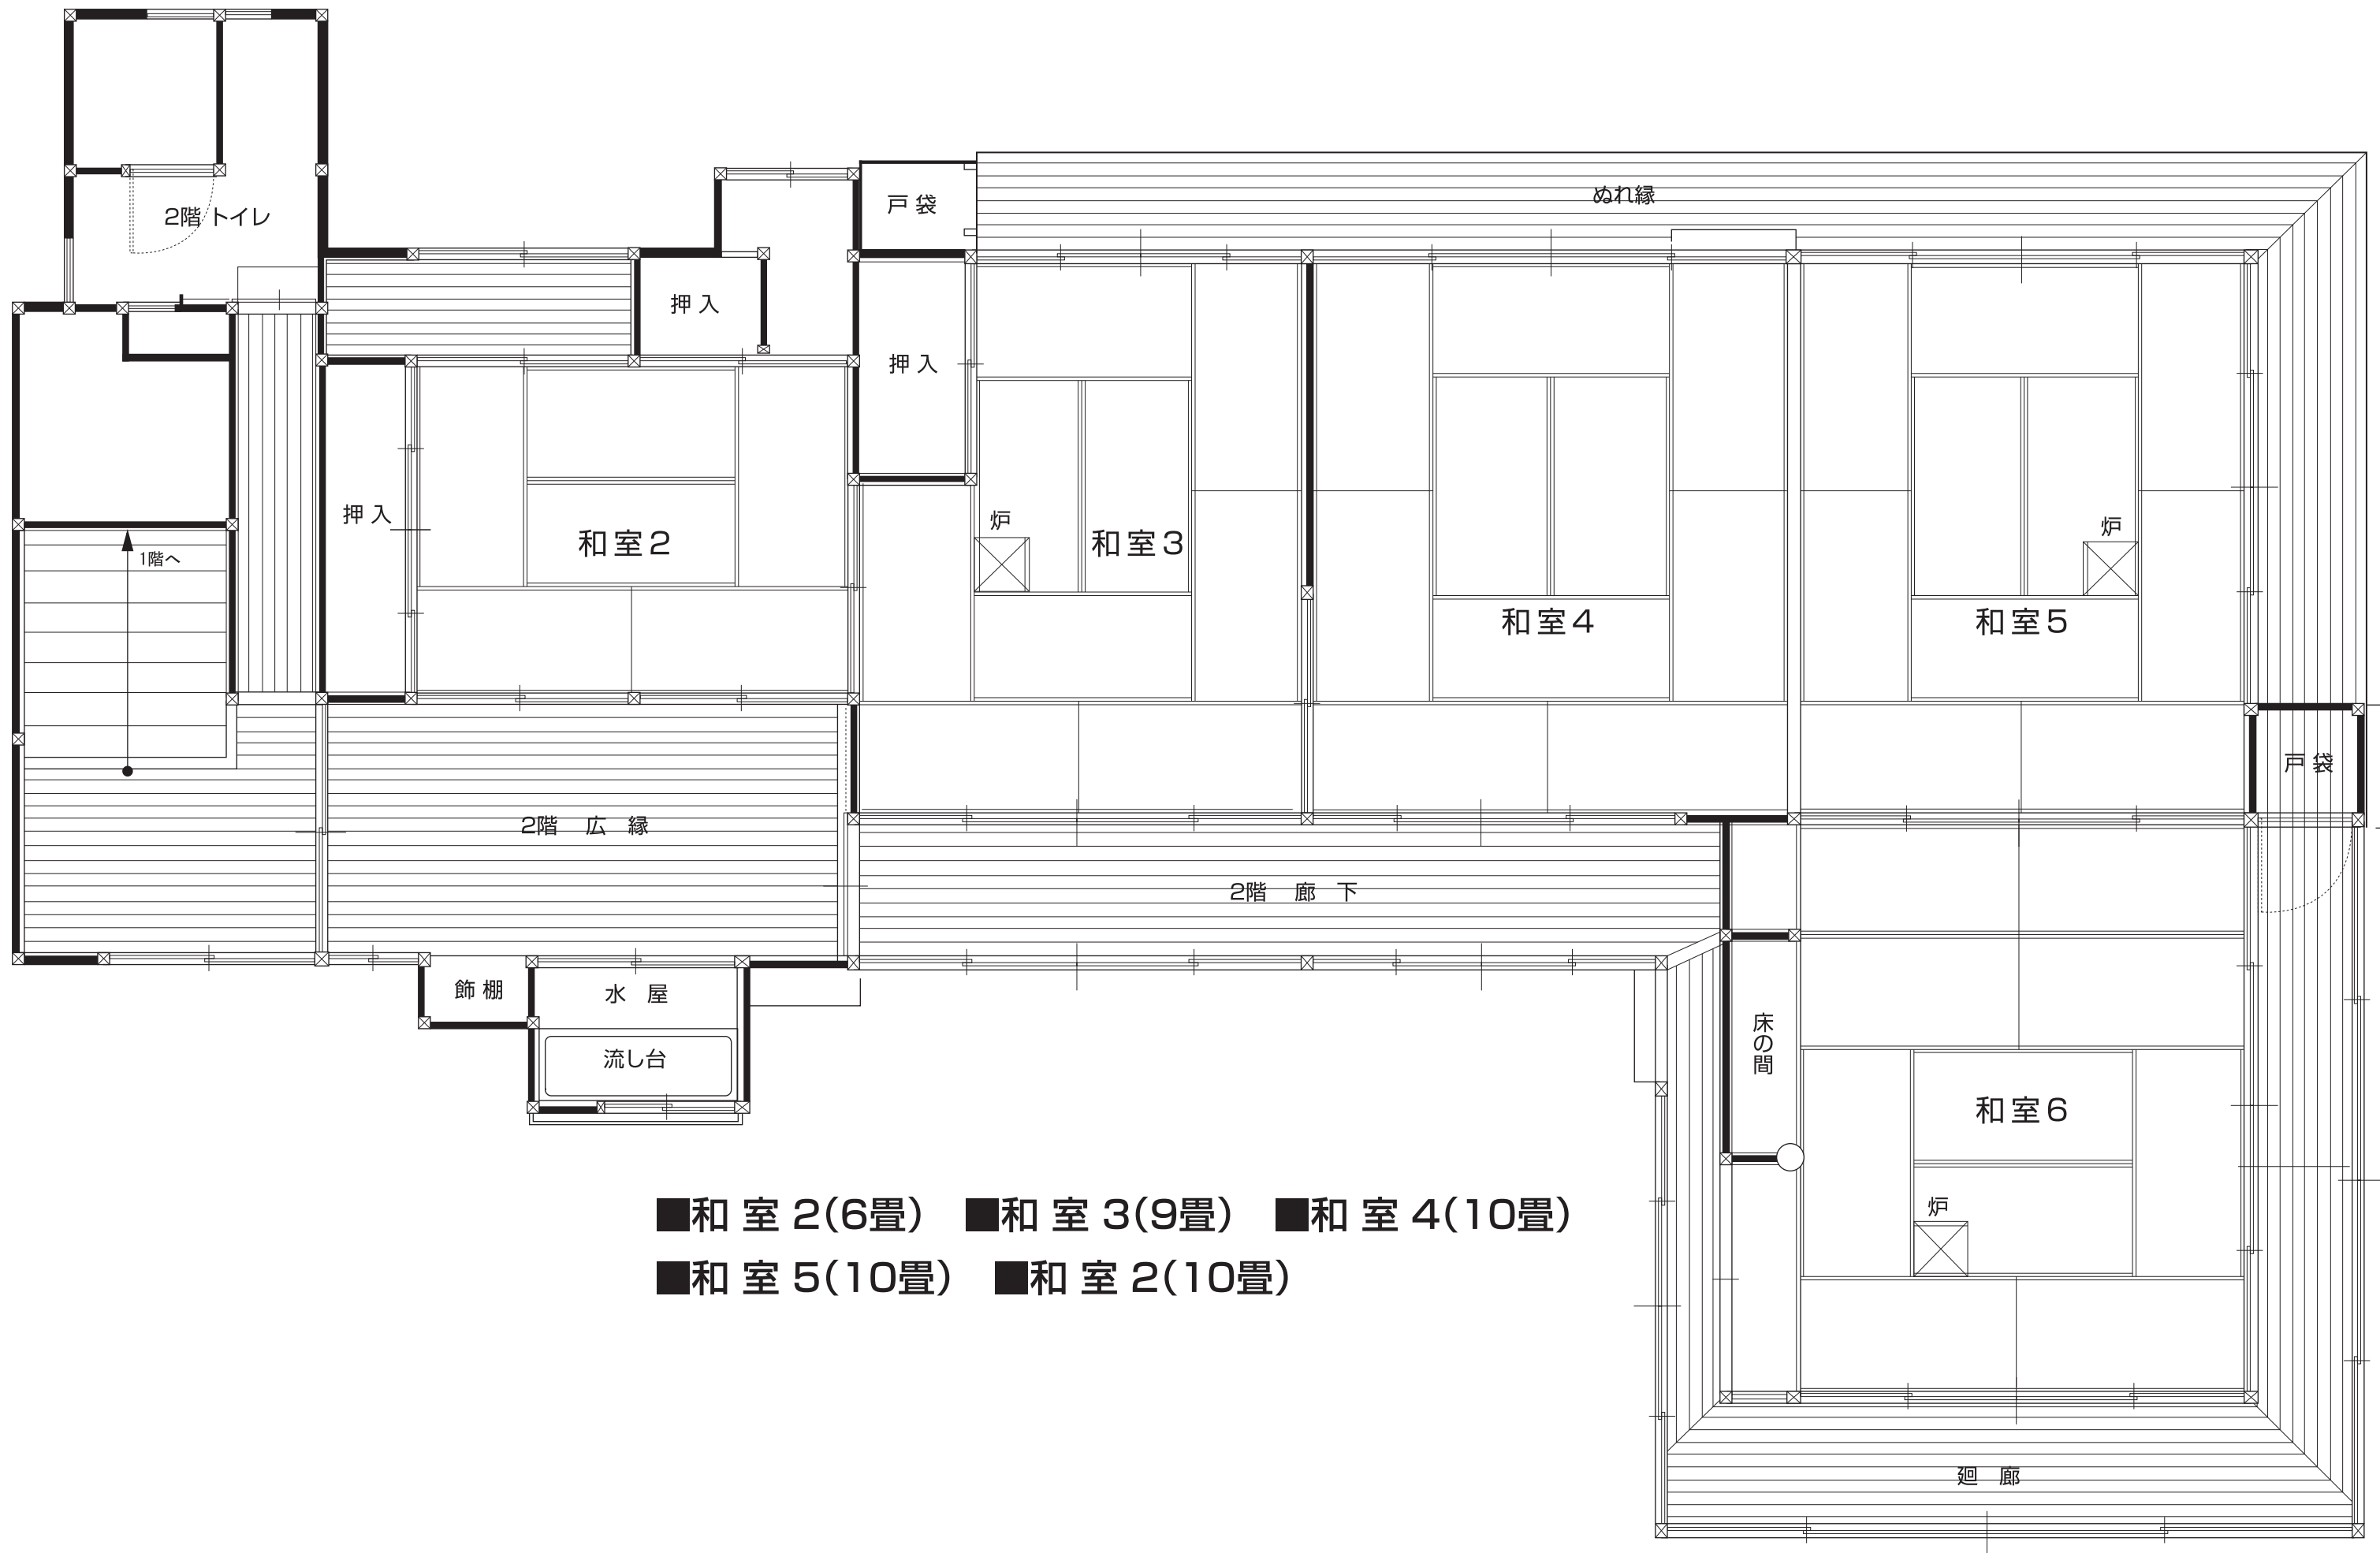 ぬれ縁
戸 袋
2階 トイレ
押 入
押 入
押 入
1階へ
和 室 2
炉
和 室 3
和 室 4
炉
和 室 5
戸 袋
2階 広 縁
2階 廊 下
飾 棚
水 屋
流し台
床の間
和 室 6
炉
廻 廊
■和 室 2(6畳) ■和 室 3(9畳) ■和 室 4(10畳)
■和 室 5(10畳) ■和 室 2(10畳)